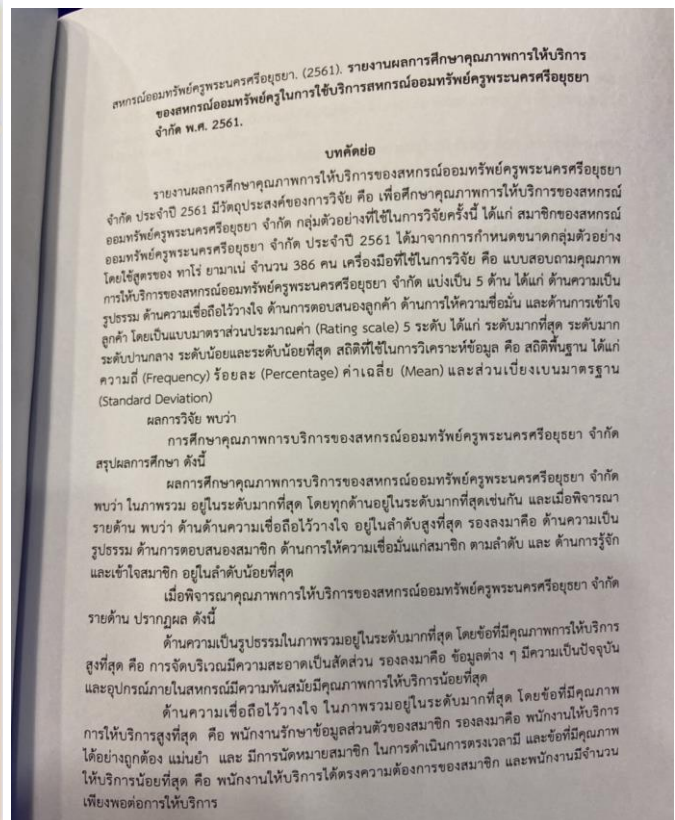 สหกรณ์ออมทรัพย์ครูพระนครศรีอยุธยา. (2561). รายงานผลการศึกษาคุณภาพการให้บริการ
ของสหกรณ์ออมทรัพย์ครูในการใช้บริการสหกรณ์ออมทรัพย์ครูพระนครศรีอยุธยา
จำกัด พ.ศ. 2561.
บทคัดย่อ
รายงานผลการศึกษาคุณภาพการให้บริการของสหกรณ์ออมทรัพย์ครูพระนครศรีอยุธยา
จำกัด ประจำปี 2561 มีวัตถุประสงค์ของการวิจัย คือ เพื่อศึกษาคุณภาพการให้บริการของสหกรณ์
ออมทรัพย์ครูพระนครศรีอยุธยา จำกัด กลุ่มตัวอย่างที่ใช้ในการวิจัยครั้งนี้ ได้แก่ สมาชิกของสหกรณ์
ออมทรัพย์ครูพระนครศรีอยุธยา จำกัด ประจำปี 2561 ได้มาจากการกำหนดขนาดกลุ่มตัวอย่าง
โดยใช้สูตรของ ทาโร่ ยามาเน่ จำนวน 386 คน เครื่องมือที่ใช้ในการวิจัย คือ แบบสอบถามคุณภาพ
การให้บริการของสหกรณ์ออมทรัพย์ครูพระนครศรีอยุธยา จำกัด แบ่งเป็น 5 ด้าน ได้แก่ ด้านความเป็น
รูปธรรม ด้านความเชื่อถือไว้วางใจ ด้านการตอบสนองลูกค้า ด้านการให้ความเชื่อมั่น และด้านการเข้าใจ
ลูกค้า โดยเป็นแบบมาตราส่วนประมาณค่า (Rating scale) 5 ระดับ ได้แก่ ระดับมากที่สุด ระดับมาก
ระดับปานกลาง ระดับน้อยและระดับน้อยที่สุด สถิติที่ใช้ในการวิเคราะห์ข้อมูล คือ สถิติพื้นฐาน ได้แก่
ความถี่ (Frequency) ร้อยละ (Percentage) ค่าเฉลี่ย (Mean) และส่วนเบี่ยงเบนมาตรฐาน
(Standard Deviation)
ผลการวิจัย พบว่า
การศึกษาคุณภาพการบริการของสหกรณ์ออมทรัพย์ครูพระนครศรีอยุธยา จำกัด
สรุปผลการศึกษา ดังนี้
ผลการศึกษาคุณภาพการบริการของสหกรณ์ออมทรัพย์ครูพระนครศรีอยุธยา จำกัด
พบว่า ในภาพรวม อยู่ในระดับมากที่สุด โดยทุกด้านอยู่ในระดับมากที่สุดเช่นกัน และเมื่อพิจารณา
รายด้าน พบว่า ด้านด้านความเชื่อถือไว้วางใจ อยู่ในลำดับสูงที่สุด รองลงมาคือ ด้านความเป็น
รูปธรรม ด้านการตอบสนองสมาชิก ด้านการให้ความเชื่อมั่นแก่สมาชิก ตามลำดับ และ ด้านการรู้จัก
และเข้าใจสมาชิก อยู่ในลำดับน้อยที่สุด
เมื่อพิจารณาคุณภาพการให้บริการของสหกรณ์ออมทรัพย์ครูพระนครศรีอยุธยา จำกัด
รายด้าน ปรากฏผล ดังนี้
ด้านความเป็นรูปธรรมในภาพรวมอยู่ในระดับมากที่สุด โดยข้อที่มีคุณภาพการให้บริการ
สูงที่สุด คือ การจัดบริเวณมีความสะอาดเป็นสัดส่วน รองลงมาคือ ข้อมูลต่าง ๆ มีความเป็นปัจจุบัน
และอุปกรณ์ภายในสหกรณ์มีความทันสมัยมีคุณภาพการให้บริการน้อยที่สุด
ด้านความเชื่อถือไว้วางใจ ในภาพรวมอยู่ในระดับมากที่สุด โดยข้อที่มีคุณภาพ
การให้บริการสูงที่สุด คือ พนักงานรักษาข้อมูลส่วนตัวของสมาชิก รองลงมาคือ พนักงานให้บริการ
ได้อย่างถูกต้อง แม่นยำ และ มีการนัดหมายสมาชิก ในการดำเนินการตรงเวลามี และข้อที่มีคุณภาพ
ให้บริการน้อยที่สุด คือ พนักงานให้บริการได้ตรงความต้องการของสมาชิก และพนักงานมีจำนวน
เพียงพอต่อการให้บริการ